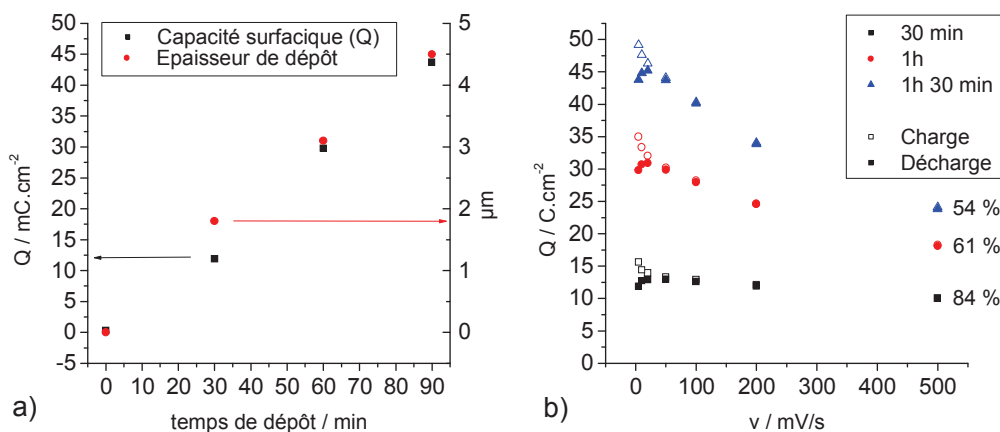 50
45
40
35
30
25
20
15
10
5
0
-5
Q / mC.cm-2
Capacité surfacique (Q)
Epaisseur de dépôt
5
4
3
2
1
0
µm
0 10 20 30 40 50 60 70 80 90
temps de dépôt / min
a)
50
45
40
35
30
25
20
15
10
5
0
Q / C.cm-2
30 min
1h
1h 30 min
Charge
Décharge
54 %
61 %
84 %
0 100 200 300 400 500
v / mV/s
b)